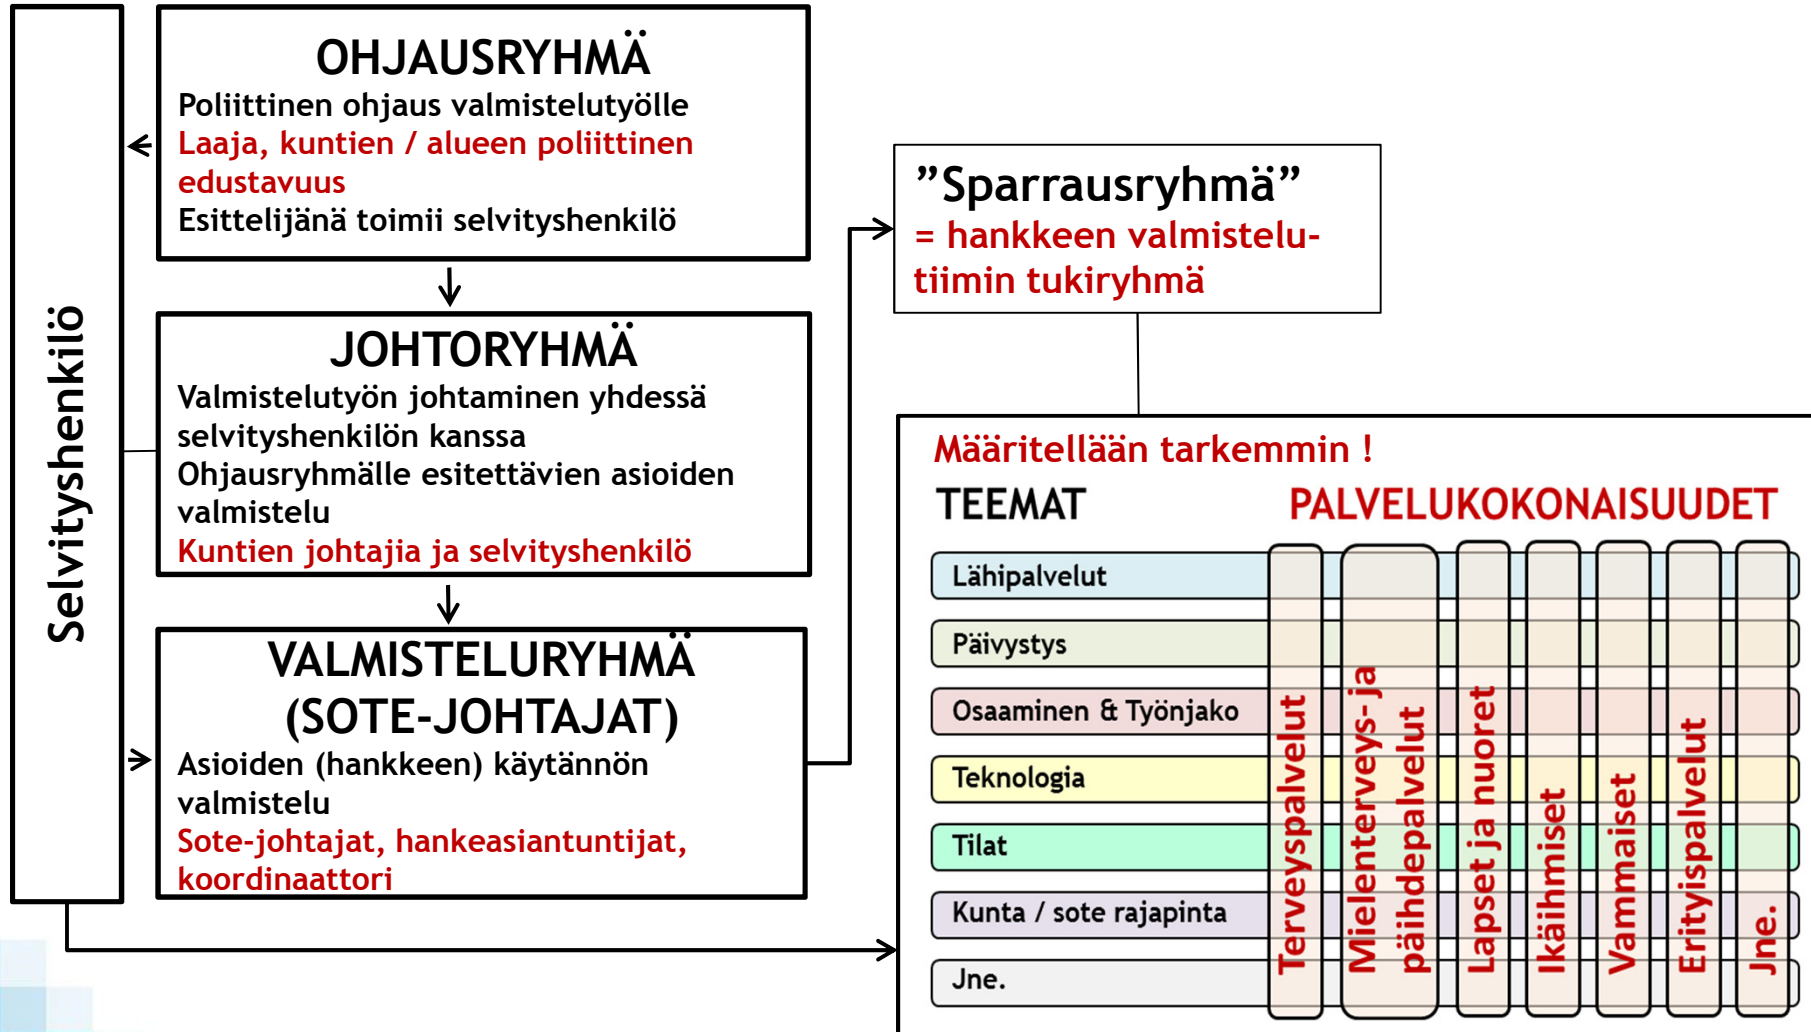 Selvityshenkilö
OHJAUSRYHMÄ
Poliittinen ohjaus valmistelutyölle
Laaja, kuntien / alueen poliittinen
edustavuus
Esittelijänä toimii selvityshenkilö
JOHTORYHMÄ
Valmistelutyön johtaminen yhdessä
selvityshenkilön kanssa
Ohjausryhmälle esitettävien asioiden
valmistelu
Kuntien johtajia ja selvityshenkilö
VALMISTELURYHMÄ
(SOTE-JOHTAJAT)
Asioiden (hankkeen) käytännön
valmistelu
Sote-johtajat, hankeasiantuntijat,
koordinaattori
”Sparrausryhmä”
= hankkeen valmistelu-
tiimin tukiryhmä
Määritellään tarkemmin !
TEEMAT
PALVELUKOKONAISUUDET
Lähipalvelut
Päivystys
Osaaminen & Työnjako
Teknologia
Tilat
Kunta / sote rajapinta
Jne.
Terveyspalvelut
Mielenterveys- ja
päihdepalvelut
Lapset ja nuoret
Ikäihmiset
Vammaiset
Erityispalvelut
Jne.